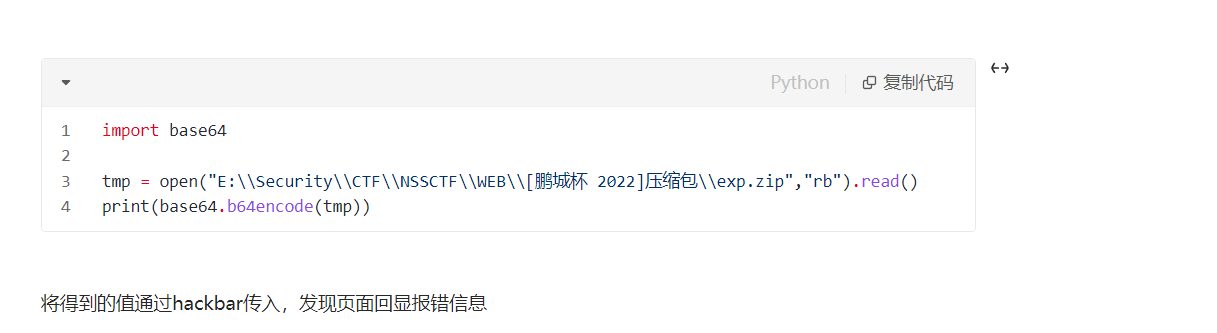 Python 复制代码
1 import base64
2
3 tmp = open("E:\\Security\\CTF\\NSSCTF\\WEB\\[鹏城杯 2022]压缩包\\exp.zip","rb").read()
4 print(base64.b64encode(tmp))
将得到的值通过hackbar传入，发现页面回显报错信息